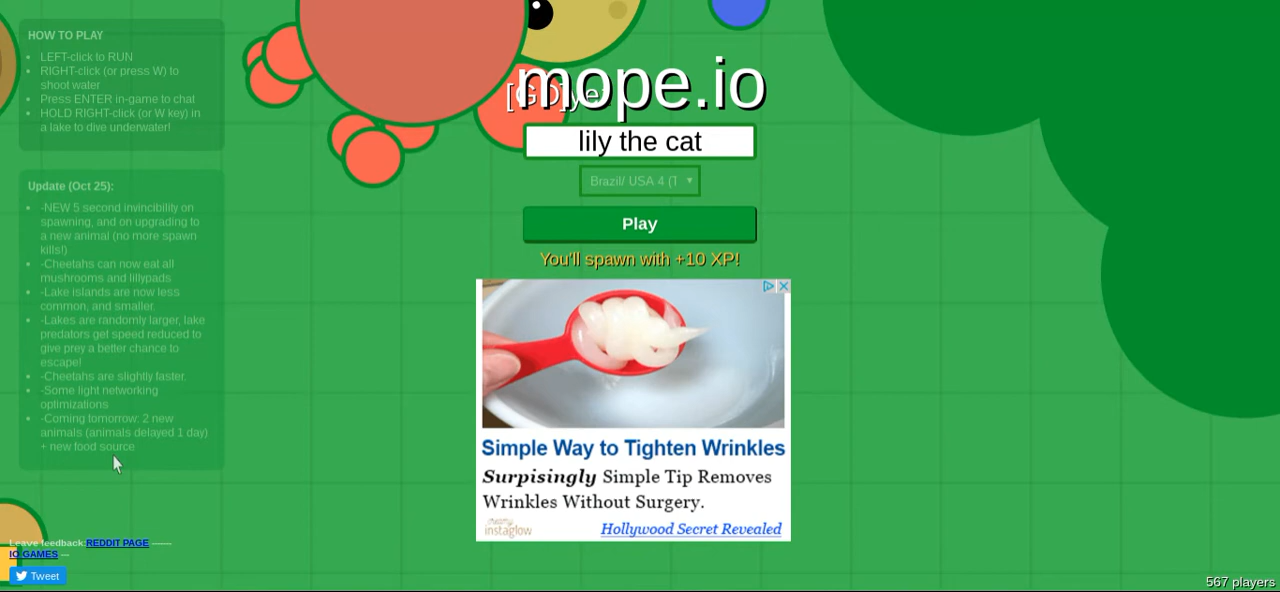 HOW TO PLAY
LEFT-click to RUN
RIGHT-click (or press W) to
shoot water
Press ENTER in-game to chat
HOLD RIGHT-click (or W key) in
a lake to dive underwater!
Update (Oct 25):
-NEW 5 second invincibility on
spawning, and on upgrading to
a new animal (no more spawn
kills!)
-Cheetahs can now eat all
mushrooms and lillypads
-Lake islands are now less
common, and smaller.
-Lakes are randomly larger, lake
predators get speed reduced to
give prey a better chance to
escape!
-Cheetahs are slightly faster.
-Some light networking
optimizations
-Coming tomorrow: 2 new
animals (animals delayed 1 day)
+ new food source
Leave feedback REDDIT PAGE -------
IO GAMES ---
Tweet
mope.io
lily the cat
Brazil/ USA 4 (T
Play
You'll spawn with +10 XP!
Simple Way to Tighten Wrinkles
Surprisingly Simple Tip Removes
Wrinkles Without Surgery.
instaglow
Hollywood Secret Revealed
567 players